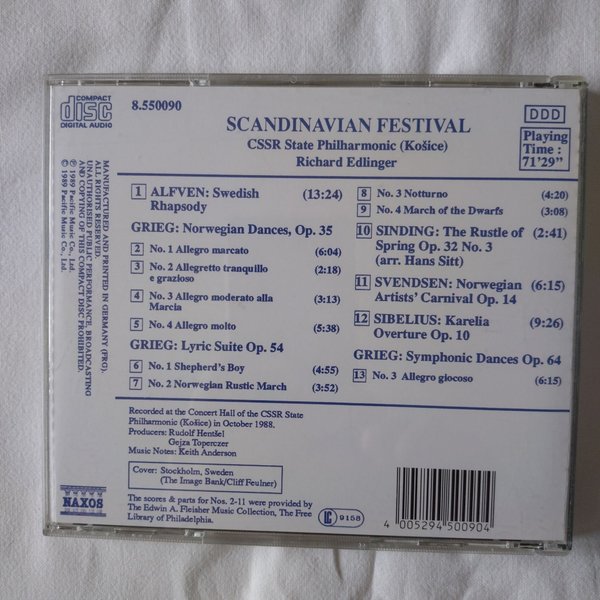 COMPACT
disc
DIGITAL AUDIO
8.550090
DDD
SCANDINAVIAN FESTIVAL
CSSR State Philharmonic (Košice)
Richard Edlinger
Playing
Time :
71'29"
MANUFACTURED AND PRINTED IN GERMANY (FRG).
ALL RIGHTS RESERVED.
UNAUTHORISED PUBLIC PERFORMANCE, BROADCASTING
AND COPYING OF THIS COMPACT DISC PROHIBITED.
℗ 1989 Pacific Music Co., Ltd.
© 1989 Pacific Music Co., Ltd.
1 ALFVEN: Swedish (13:24)
Rhapsody
GRIEG: Norwegian Dances, Op. 35
2 No. 1 Allegro marcato (6:04)
3 No. 2 Allegretto tranquillo (2:18)
e grazioso
4 No. 3 Allegro moderato alla (3:13)
Marcia
5 No. 4 Allegro molto (5:38)
GRIEG: Lyric Suite Op. 54
6 No. 1 Shepherd's Boy (4:55)
7 No. 2 Norwegian Rustic March (3:52)
8 No. 3 Notturno (4:20)
9 No. 4 March of the Dwarfs (3:08)
10 SINDING: The Rustle of (2:41)
Spring Op. 32 No. 3
(arr. Hans Sitt)
11 SVENDSEN: Norwegian (6:15)
Artists' Carnival Op. 14
12 SIBELIUS: Karelia (9:26)
Overture Op. 10
GRIEG: Symphonic Dances Op. 64
13 No. 3 Allegro giocoso (6:15)
Recorded at the Concert Hall of the CSSR State
Philharmonic (Košice) in October 1988.
Producers: Rudolf Hentšel
Gejza Toperczer
Music Notes: Keith Anderson
Cover: Stockholm, Sweden
(The Image Bank/Cliff Feulner)
The scores & parts for Nos. 2-11 were provided by
The Edwin A. Fleisher Music Collection, The Free
Library of Philadelphia.
NAXOS
LC 9158
4 005294 500904